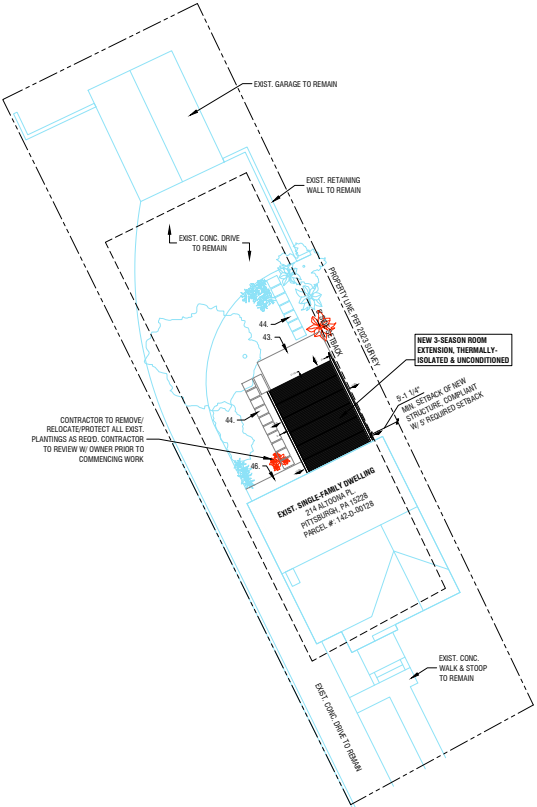 EXIST. GARAGE TO REMAIN
EXIST. RETAINING
WALL TO REMAIN
EXIST. CONC. DRIVE
TO REMAIN
PROPERTY LINE, PER 2023 SURVEY
SETBACK
44.
43.
NEW 3-SEASON ROOM
EXTENSION, THERMALLY-
ISOLATED & UNCONDITIONED
5'-1 1/4"
MIN. SETBACK OF NEW
STRUCTURE, COMPLIANT
W/ 5' REQUIRED SETBACK
CONTRACTOR TO REMOVE/
RELOCATE/PROTECT ALL EXIST.
PLANTINGS AS REQ'D. CONTRACTOR
TO REVIEW W/ OWNER PRIOR TO
COMMENCING WORK
44.
46.
EXIST. SINGLE-FAMILY DWELLING
214 ALTOONA PL.
PITTSBURGH, PA 15228
PARCEL #: 142-D-00128
EXIST. CONC.
WALK & STOOP
TO REMAIN
EXIST. CONC. DRIVE TO REMAIN